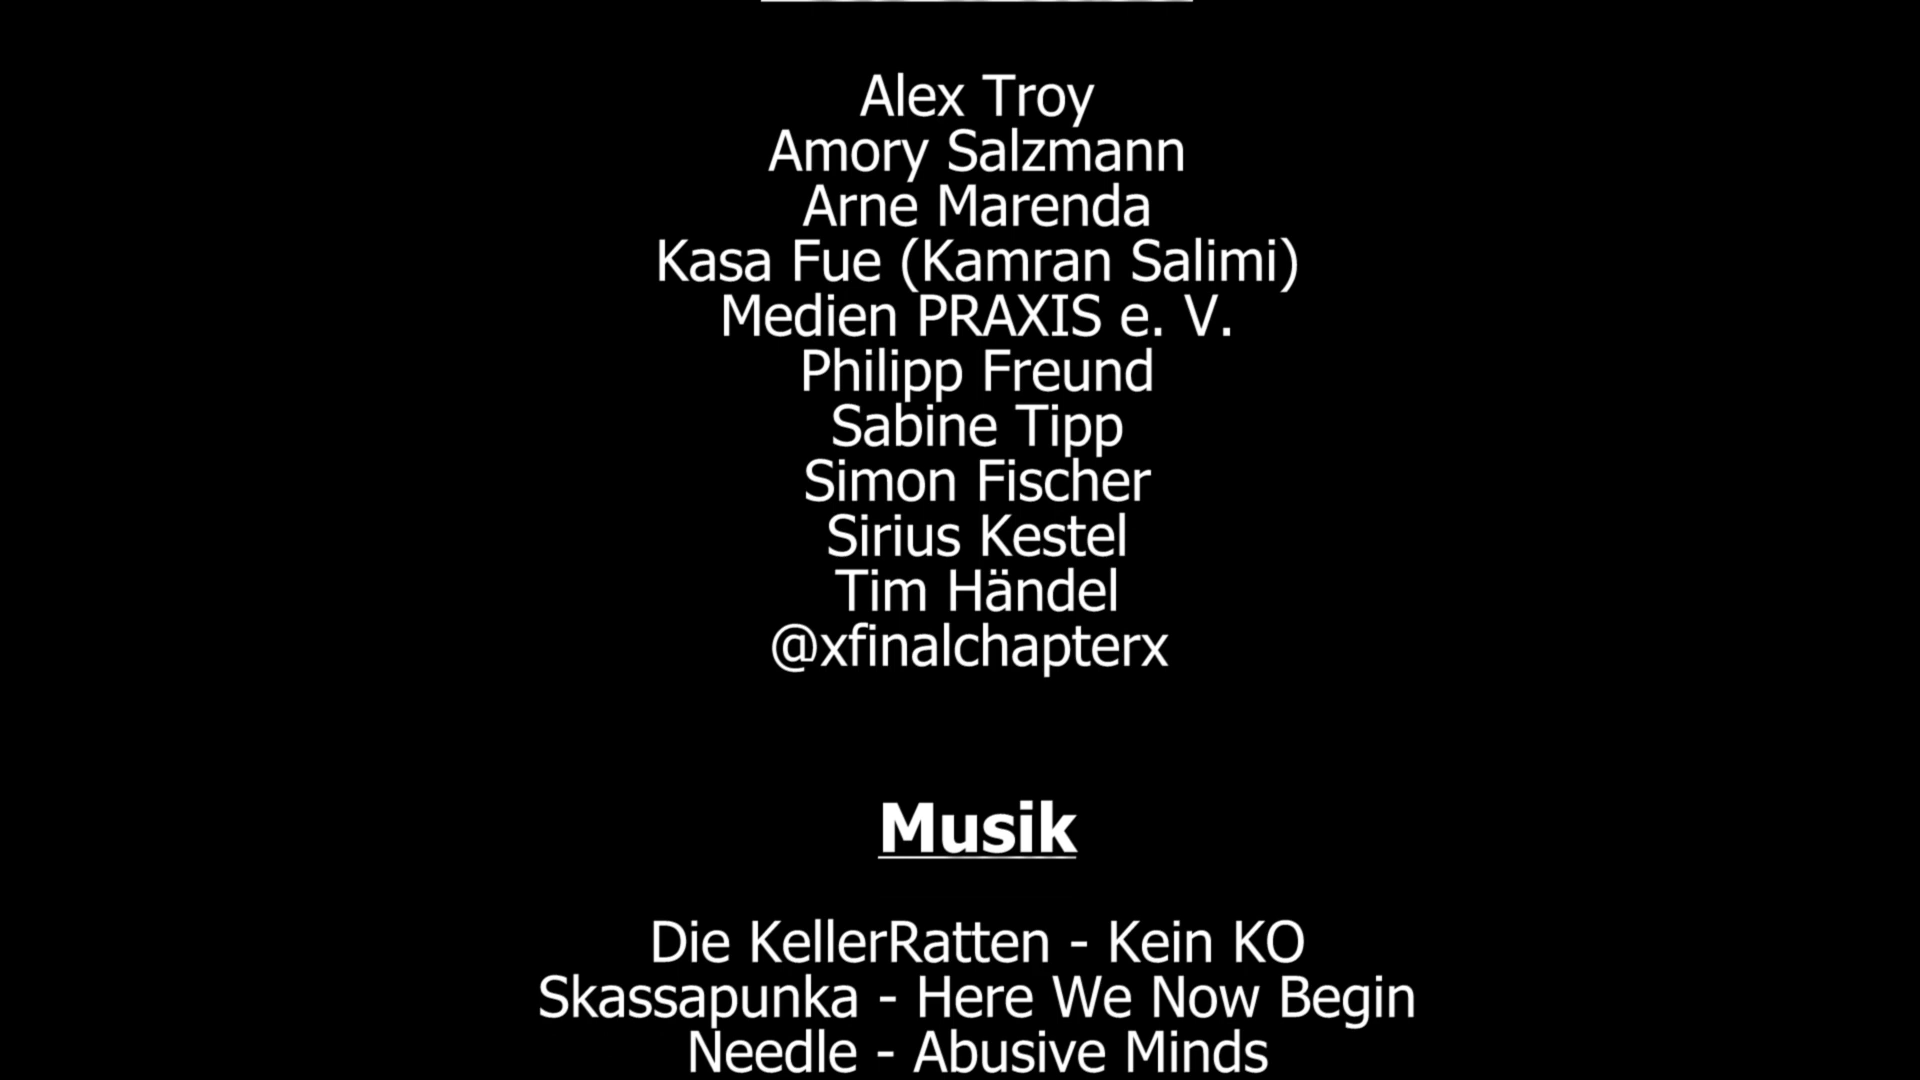 Alex Troy
Amory Salzmann
Arne Marenda
Kasa Fue (Kamran Salimi)
Medien PRAXIS e. V.
Philipp Freund
Sabine Tipp
Simon Fischer
Sirius Kestel
Tim Händel
@xfinalchapterx
Musik
Die KellerRatten - Kein KO
Skassapunka - Here We Now Begin
Needle - Abusive Minds